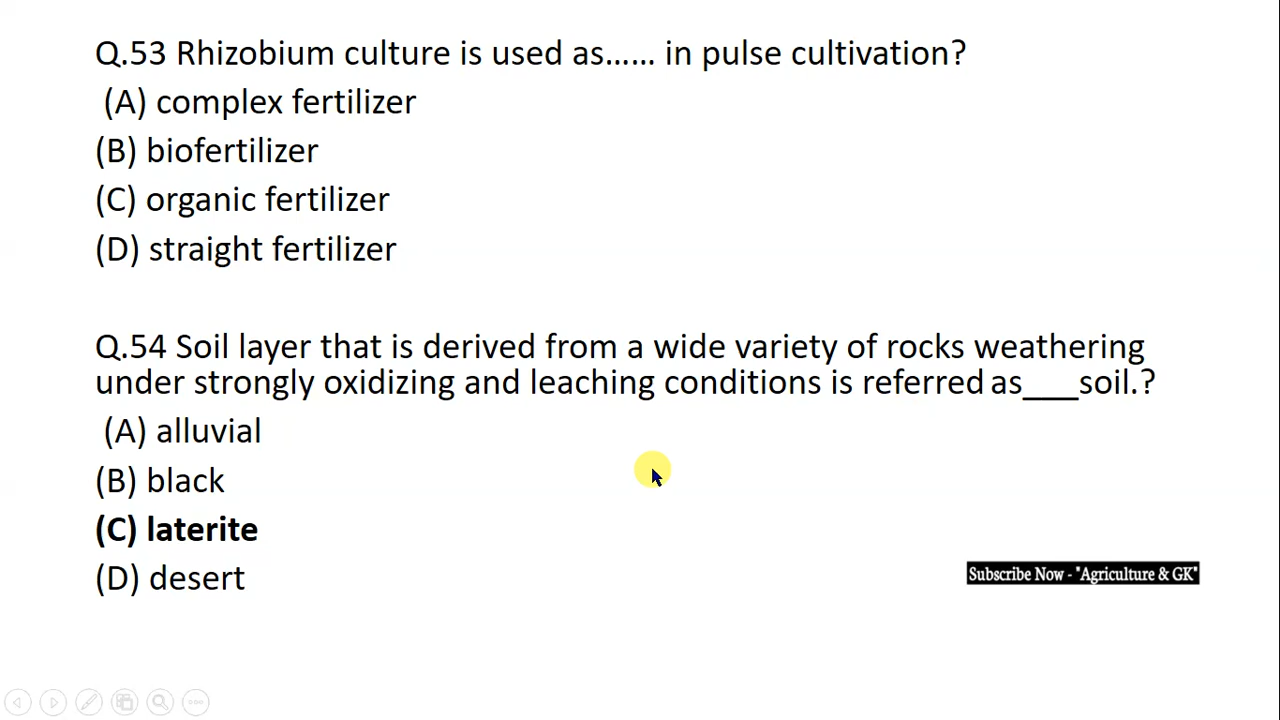 Q.53 Rhizobium culture is used as...... in pulse cultivation?
(A) complex fertilizer
(B) biofertilizer
(C) organic fertilizer
(D) straight fertilizer
Q.54 Soil layer that is derived from a wide variety of rocks weathering
under strongly oxidizing and leaching conditions is referred as___soil.?
(A) alluvial
(B) black
(C) laterite
(D) desert
Subscribe Now - "Agriculture & GK"